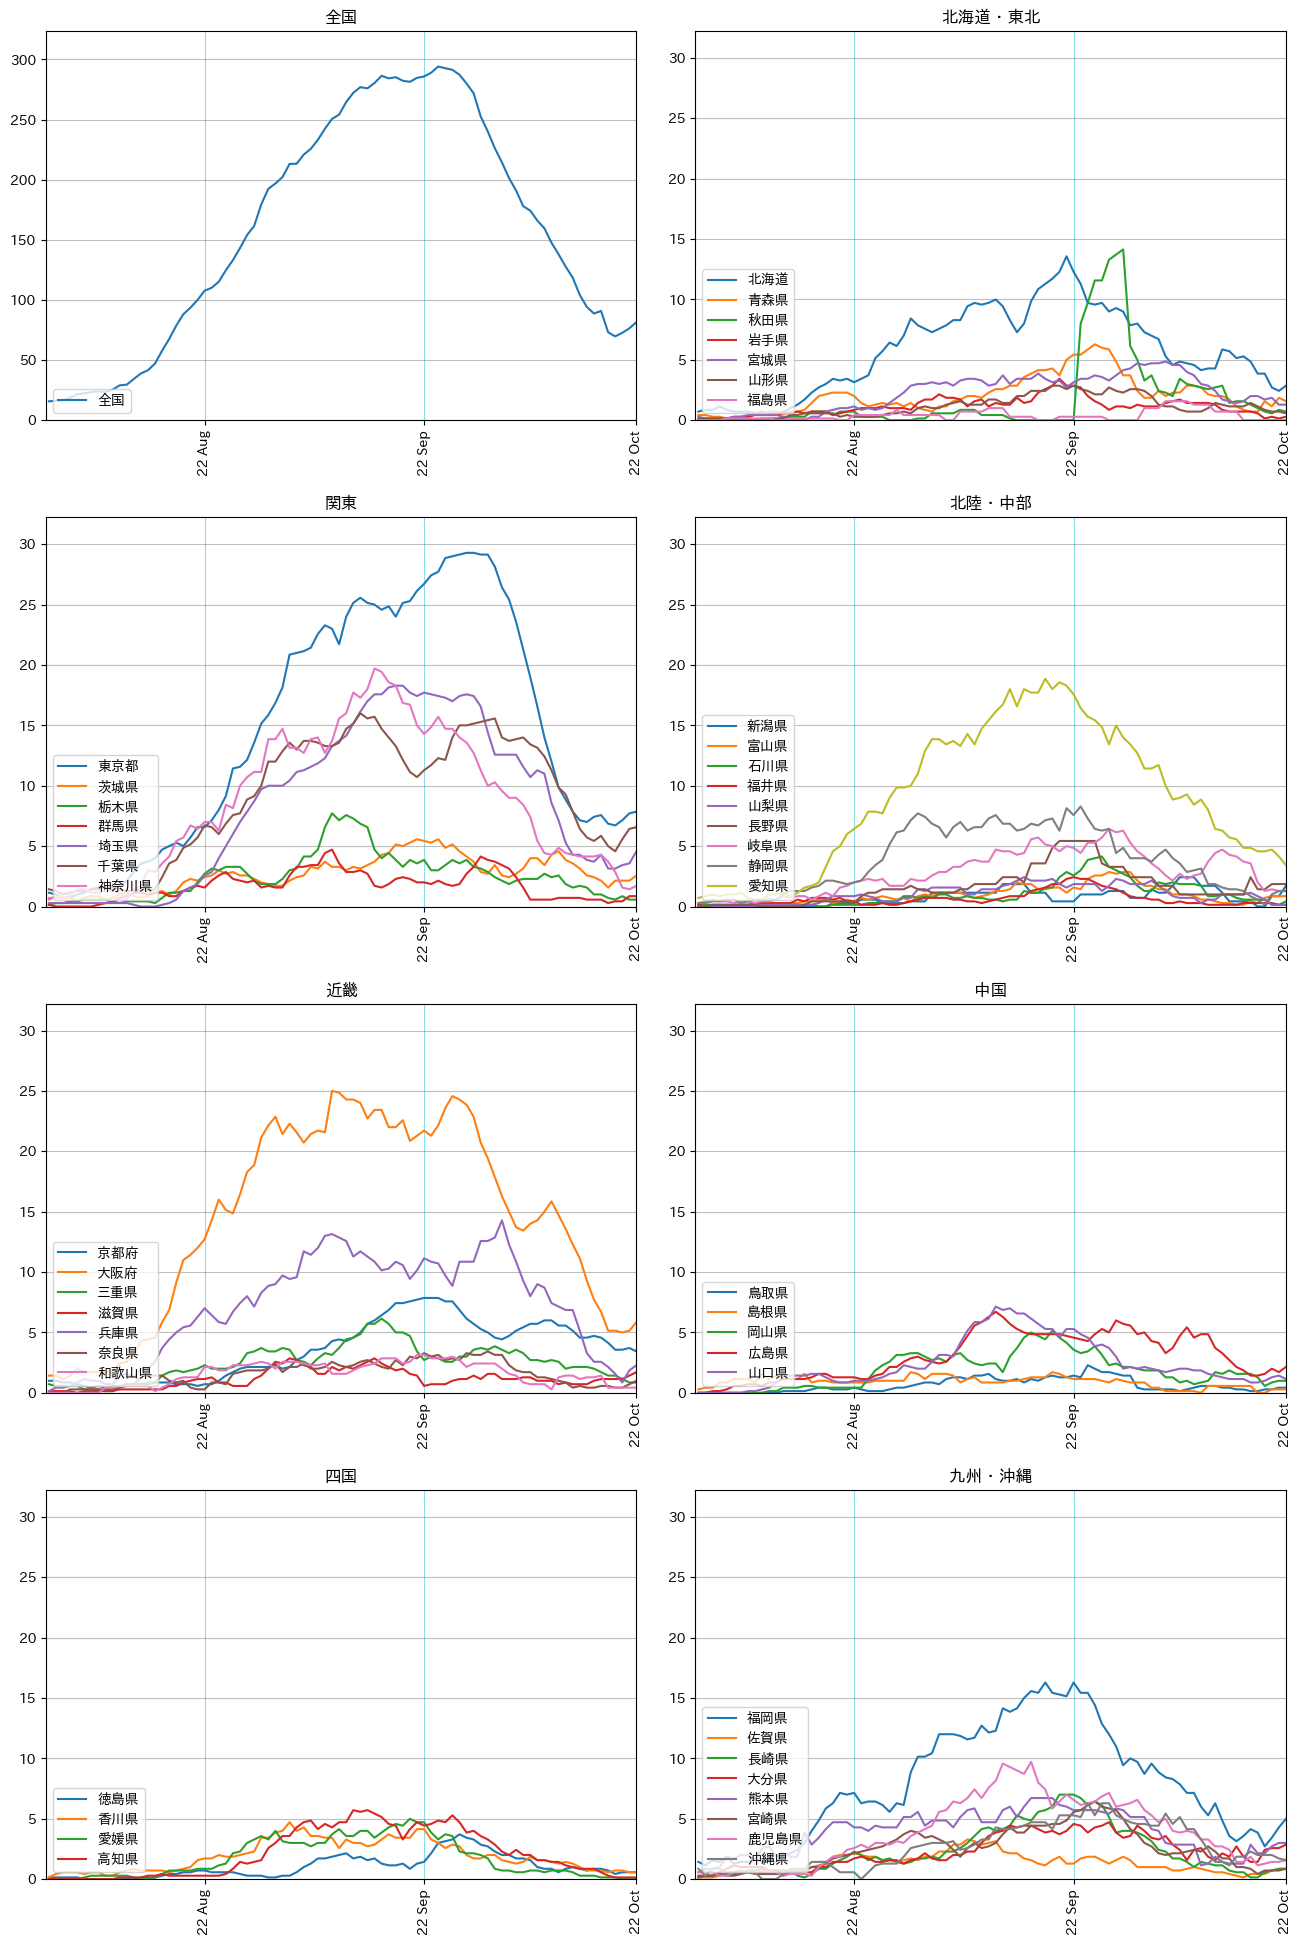 全国
300
250
200
150
100
50
0
全国
22 Aug
22 Sep
22 Oct
北海道・東北
30
25
20
15
10
5
0
北海道
青森県
秋田県
岩手県
宮城県
山形県
福島県
22 Aug
22 Sep
22 Oct
関東
30
25
20
15
10
5
0
東京都
茨城県
栃木県
群馬県
埼玉県
千葉県
神奈川県
22 Aug
22 Sep
22 Oct
北陸・中部
30
25
20
15
10
5
0
新潟県
富山県
石川県
福井県
山梨県
長野県
岐阜県
静岡県
愛知県
22 Aug
22 Sep
22 Oct
近畿
30
25
20
15
10
5
0
京都府
大阪府
三重県
滋賀県
兵庫県
奈良県
和歌山県
22 Aug
22 Sep
22 Oct
中国
30
25
20
15
10
5
0
鳥取県
島根県
岡山県
広島県
山口県
22 Aug
22 Sep
22 Oct
四国
30
25
20
15
10
5
0
徳島県
香川県
愛媛県
高知県
22 Aug
22 Sep
22 Oct
九州・沖縄
30
25
20
15
10
5
0
福岡県
佐賀県
長崎県
大分県
熊本県
宮崎県
鹿児島県
沖縄県
22 Aug
22 Sep
22 Oct